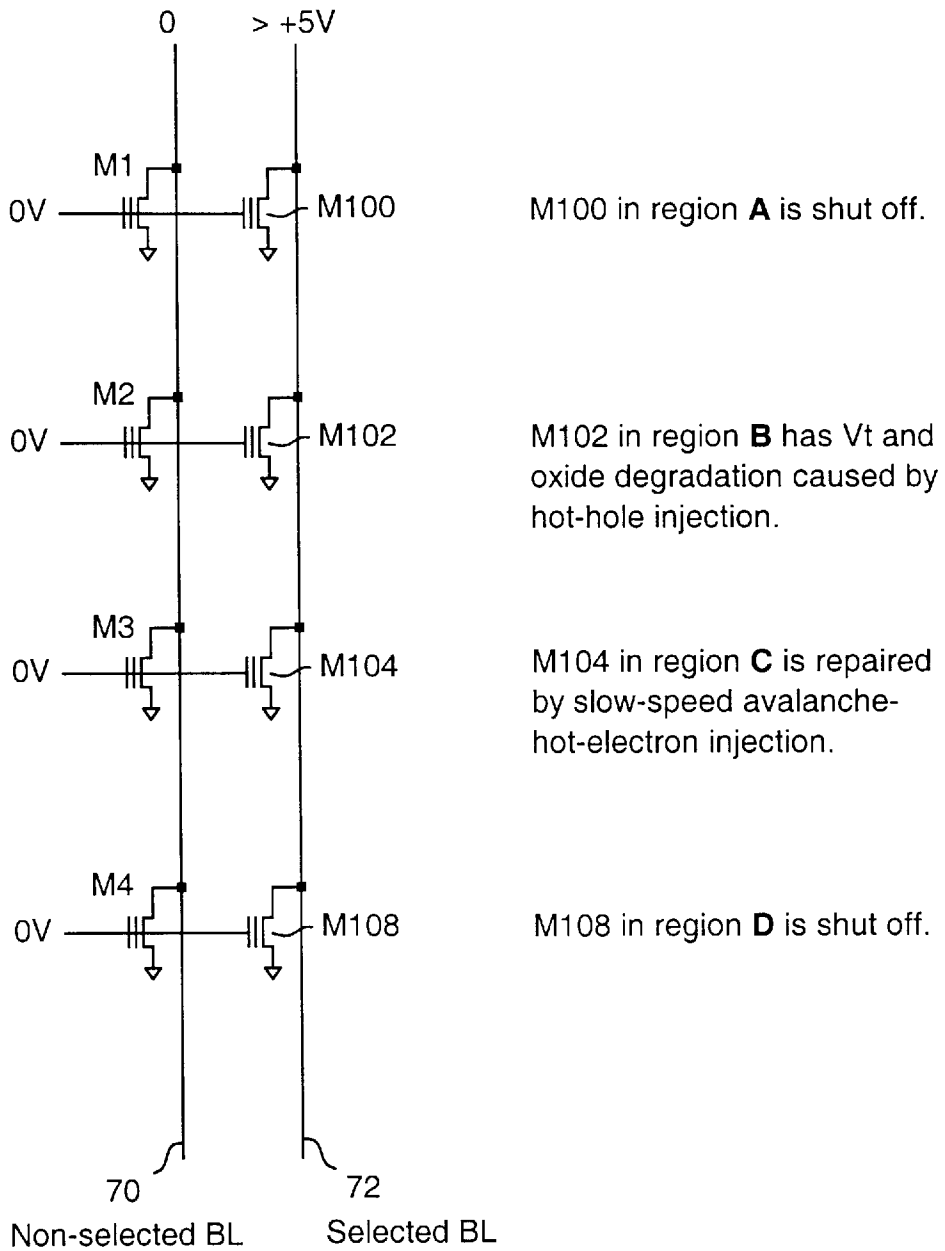 0 > +5V
M1
0V M100 M100 in region A is shut off.
M2
0V M102 M102 in region B has Vt and
oxide degradation caused by
hot-hole injection.
M3
0V M104 M104 in region C is repaired
by slow-speed avalanche-
hot-electron injection.
M4
0V M108 M108 in region D is shut off.
70 72
Non-selected BL Selected BL